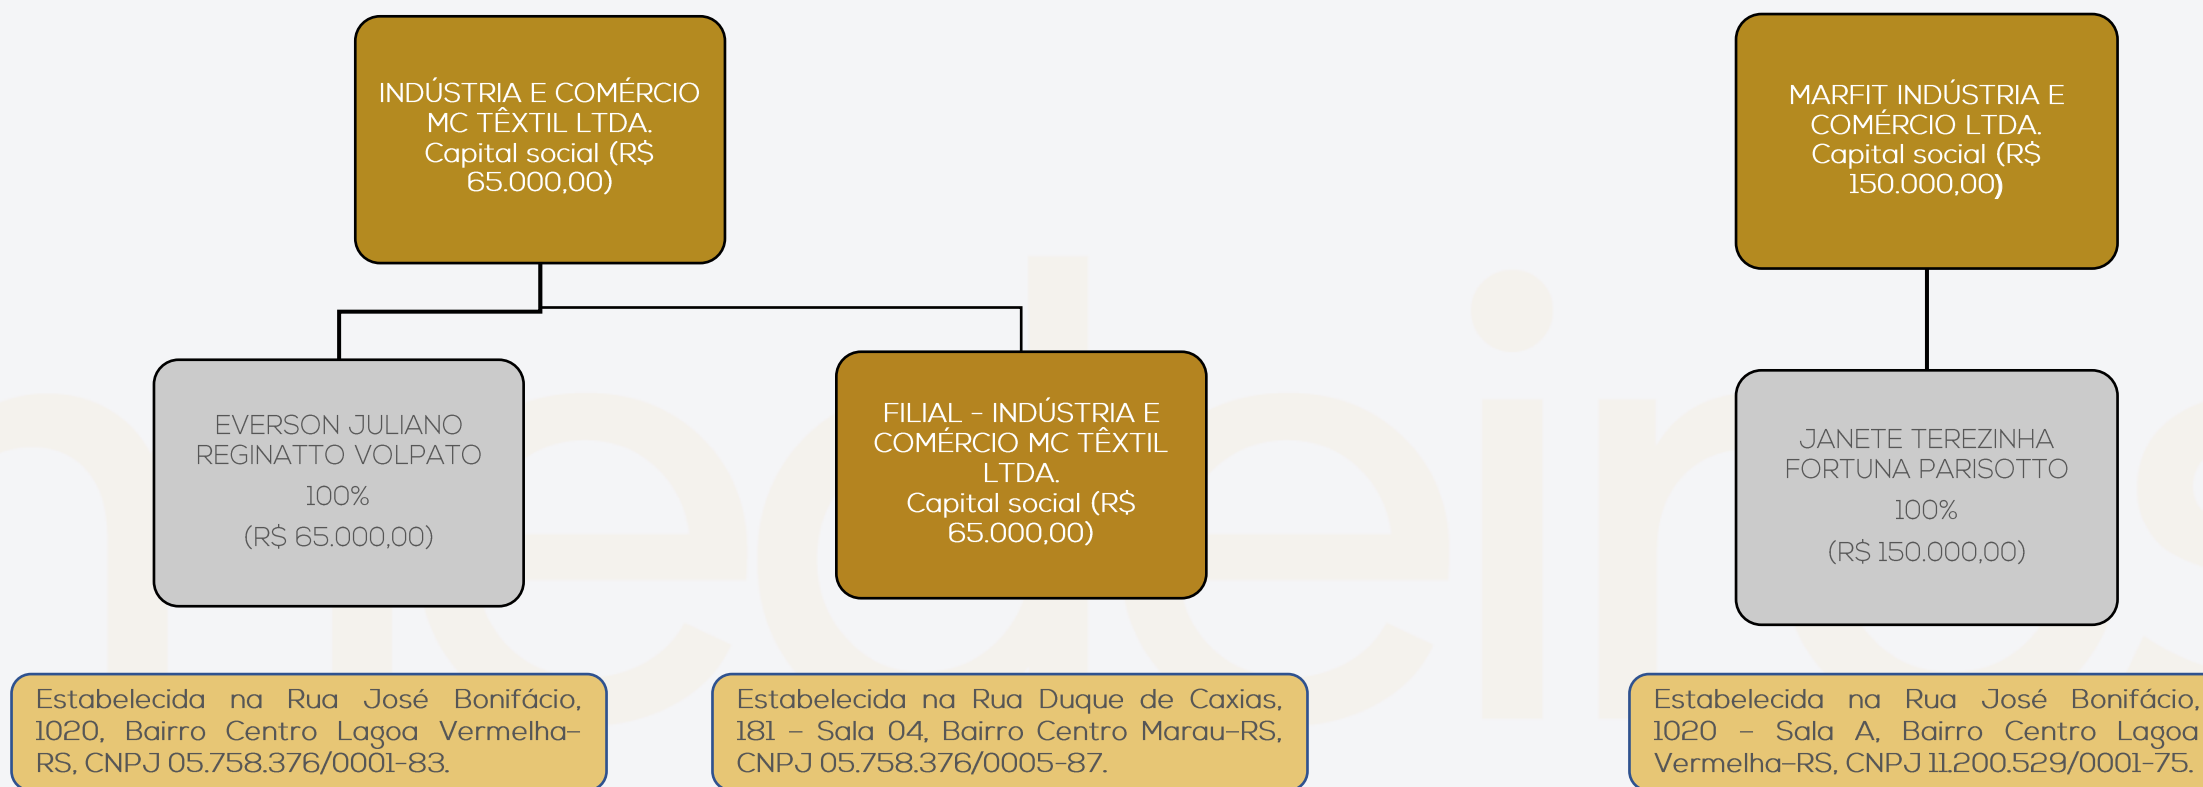 INDÚSTRIA E COMÉRCIO
MC TÊXTIL LTDA.
Capital social (R$
65.000,00)
MARFIT INDÚSTRIA E
COMÉRCIO LTDA.
Capital social (R$
150.000,00)
EVERSON JULIANO
REGINATTO VOLPATO
100%
(R$ 65.000,00)
FILIAL - INDÚSTRIA E
COMÉRCIO MC TÊXTIL
LTDA.
Capital social (R$
65.000,00)
JANETE TEREZINHA
FORTUNA PARISOTTO
100%
(R$ 150.000,00)
Estabelecida na Rua José Bonifácio,
1020, Bairro Centro Lagoa Vermelha–
RS, CNPJ 05.758.376/0001-83.
Estabelecida na Rua Duque de Caxias,
181 – Sala 04, Bairro Centro Marau–RS,
CNPJ 05.758.376/0005-87.
Estabelecida na Rua José Bonifácio,
1020 – Sala A, Bairro Centro Lagoa
Vermelha–RS, CNPJ 11.200.529/0001-75.
medeiros